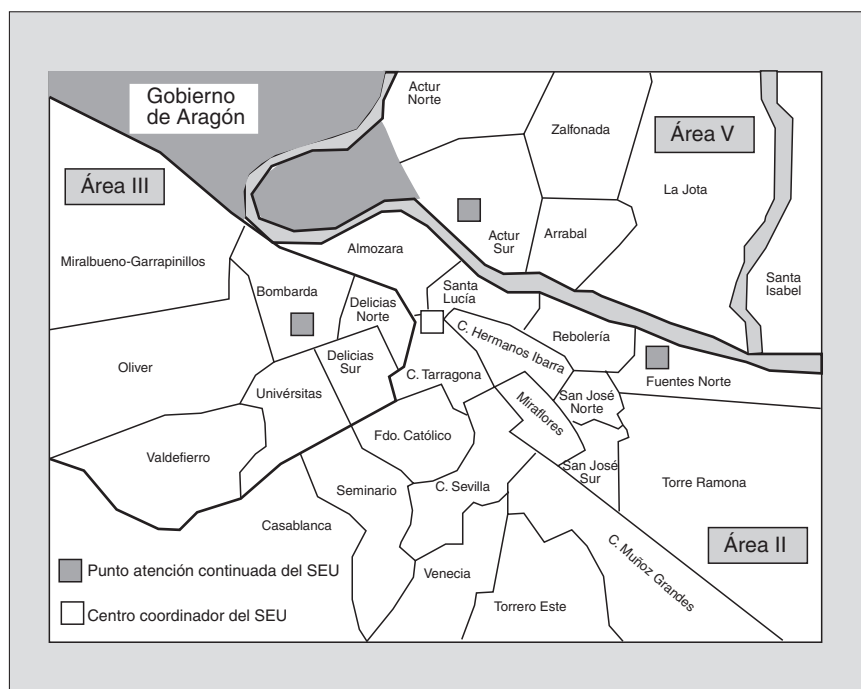 Gobierno
de Aragón
Actur
Norte
Zalfonada
Área V
Área III
La Jota
Actur
Sur
Arrabal
Almozara
Miralbueno-Garrapinillos
Santa
Isabel
Bombarda
Santa
Lucía
Delicias
Norte
C. Hermanos Ibarra
Rebolería
Oliver
Delicias
Sur
C. Tarragona
Fuentes Norte
Univérsitas
San José
Norte
Miraflores
Fdo. Católico
Valdefierro
San José
Sur
Seminario
C. Sevilla
Torre Ramona
Casablanca
C. Muñoz Grandes
Área II
Punto atención continuada del SEU
Venecia
Centro coordinador del SEU
Torrero Este